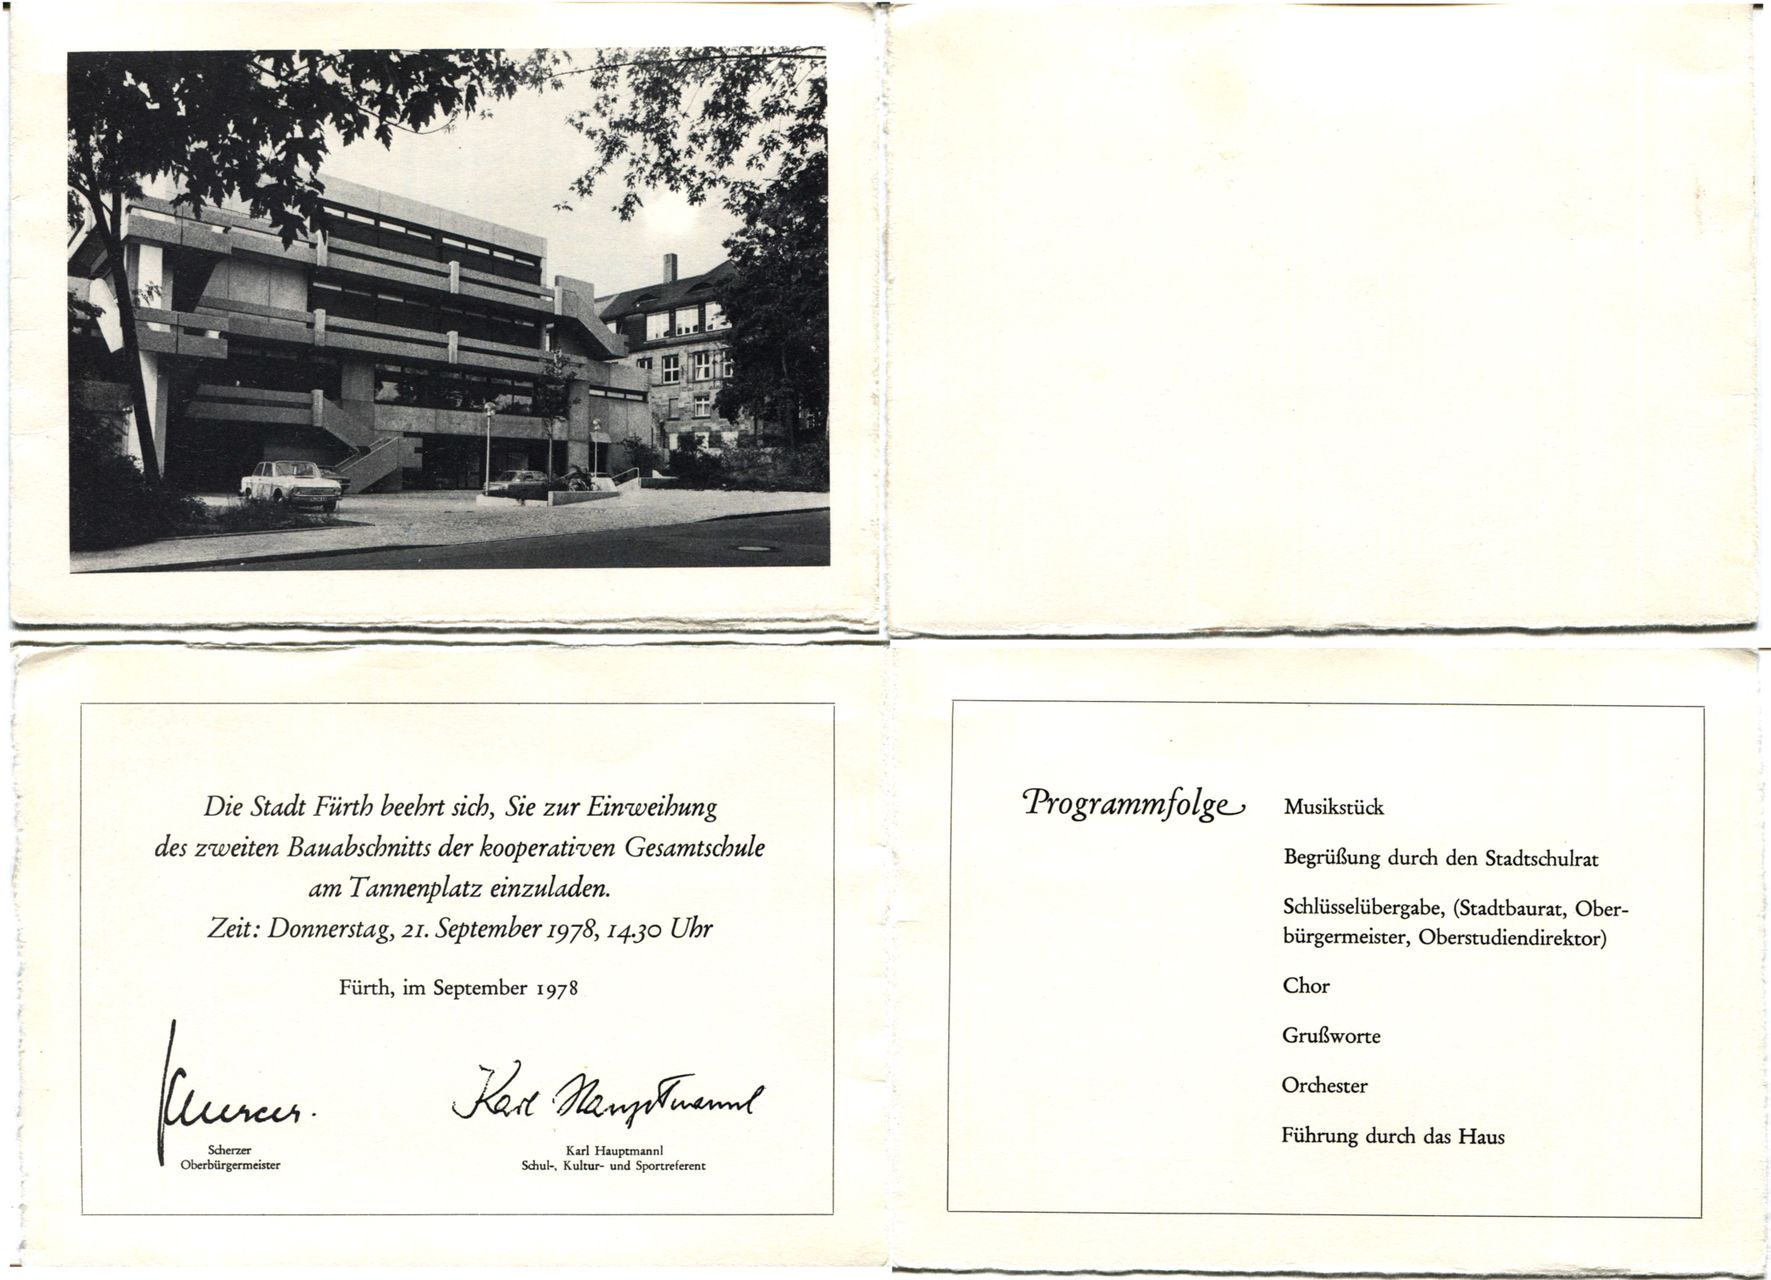 Die Stadt Fürth beehrt sich, Sie zur Einweihung
des zweiten Bauabschnitts der kooperativen Gesamtschule
am Tannenplatz einzuladen.
Zeit: Donnerstag, 21. September 1978, 14.30 Uhr
Fürth, im September 1978
Scherzer
Karl Hauptmannl
Scherzer
Oberbürgermeister
Karl Hauptmannl
Schul-, Kultur- und Sportreferent
Programmfolge
Musikstück
Begrüßung durch den Stadtschulrat
Schlüsselübergabe, (Stadtbaurat, Ober-
bürgermeister, Oberstudiendirektor)
Chor
Grußworte
Orchester
Führung durch das Haus